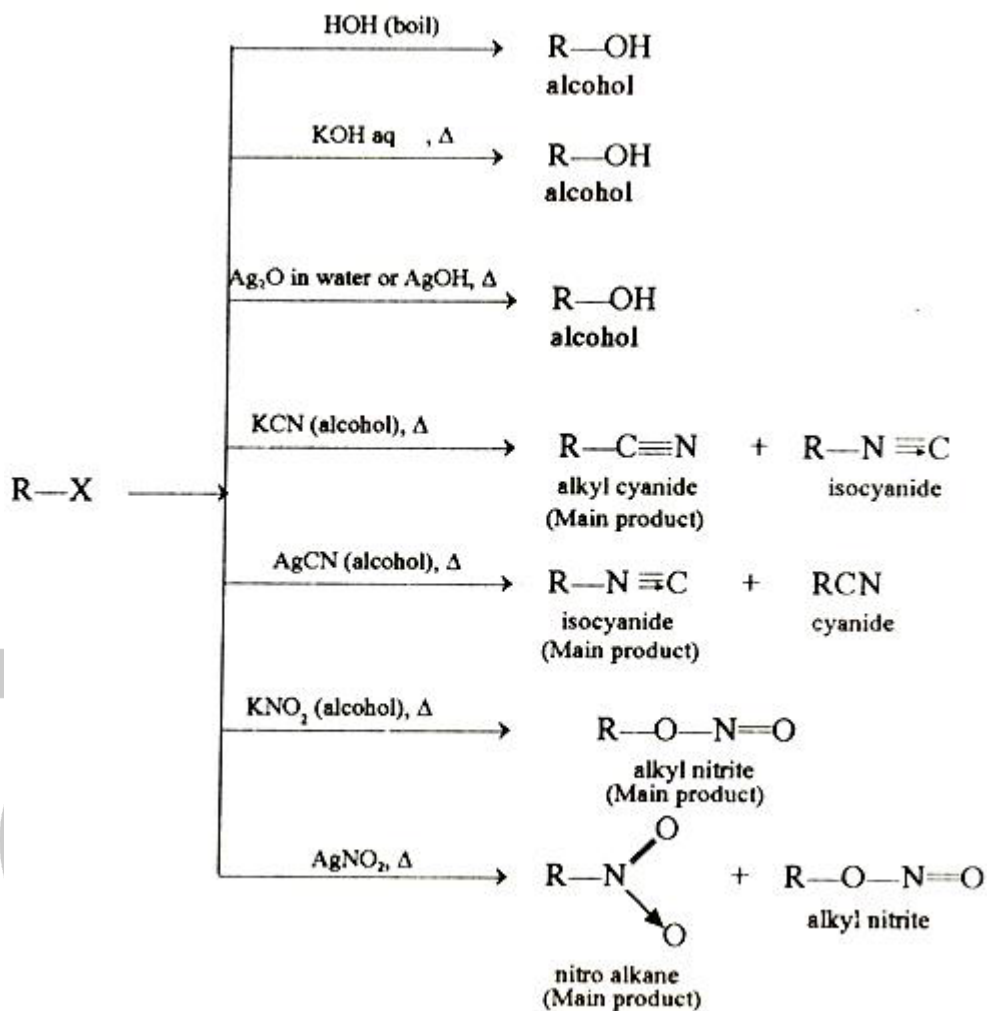 HOH (boil)
R—OH
alcohol
KOH aq , Δ
R—OH
alcohol
Ag₂O in water or AgOH, Δ
R—OH
alcohol
KCN (alcohol), Δ
R—C≡N + R—N≡C
alkyl cyanide isocyanide
(Main product)
R—X
AgCN (alcohol), Δ
R—N≡C + RCN
isocyanide cyanide
(Main product)
KNO₂ (alcohol), Δ
R—O—N=O
alkyl nitrite
(Main product)
O
AgNO₂, Δ
R—N + R—O—N=O
O
alkyl nitrite
nitro alkane
(Main product)